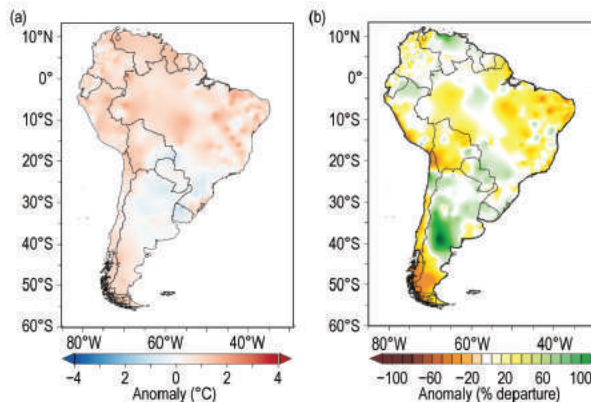 (a)
10°N
0°
10°S
20°S
30°S
40°S
50°S
60°S
80°W
60°W
40°W
−4
2
0
2
4
Anomaly (°C)
(b)
10°N
0°
10°S
20°S
30°S
40°S
50°S
60°S
80°W
60°W
40°W
−100
−60
−20
20
60
100
Anomaly (% departure)